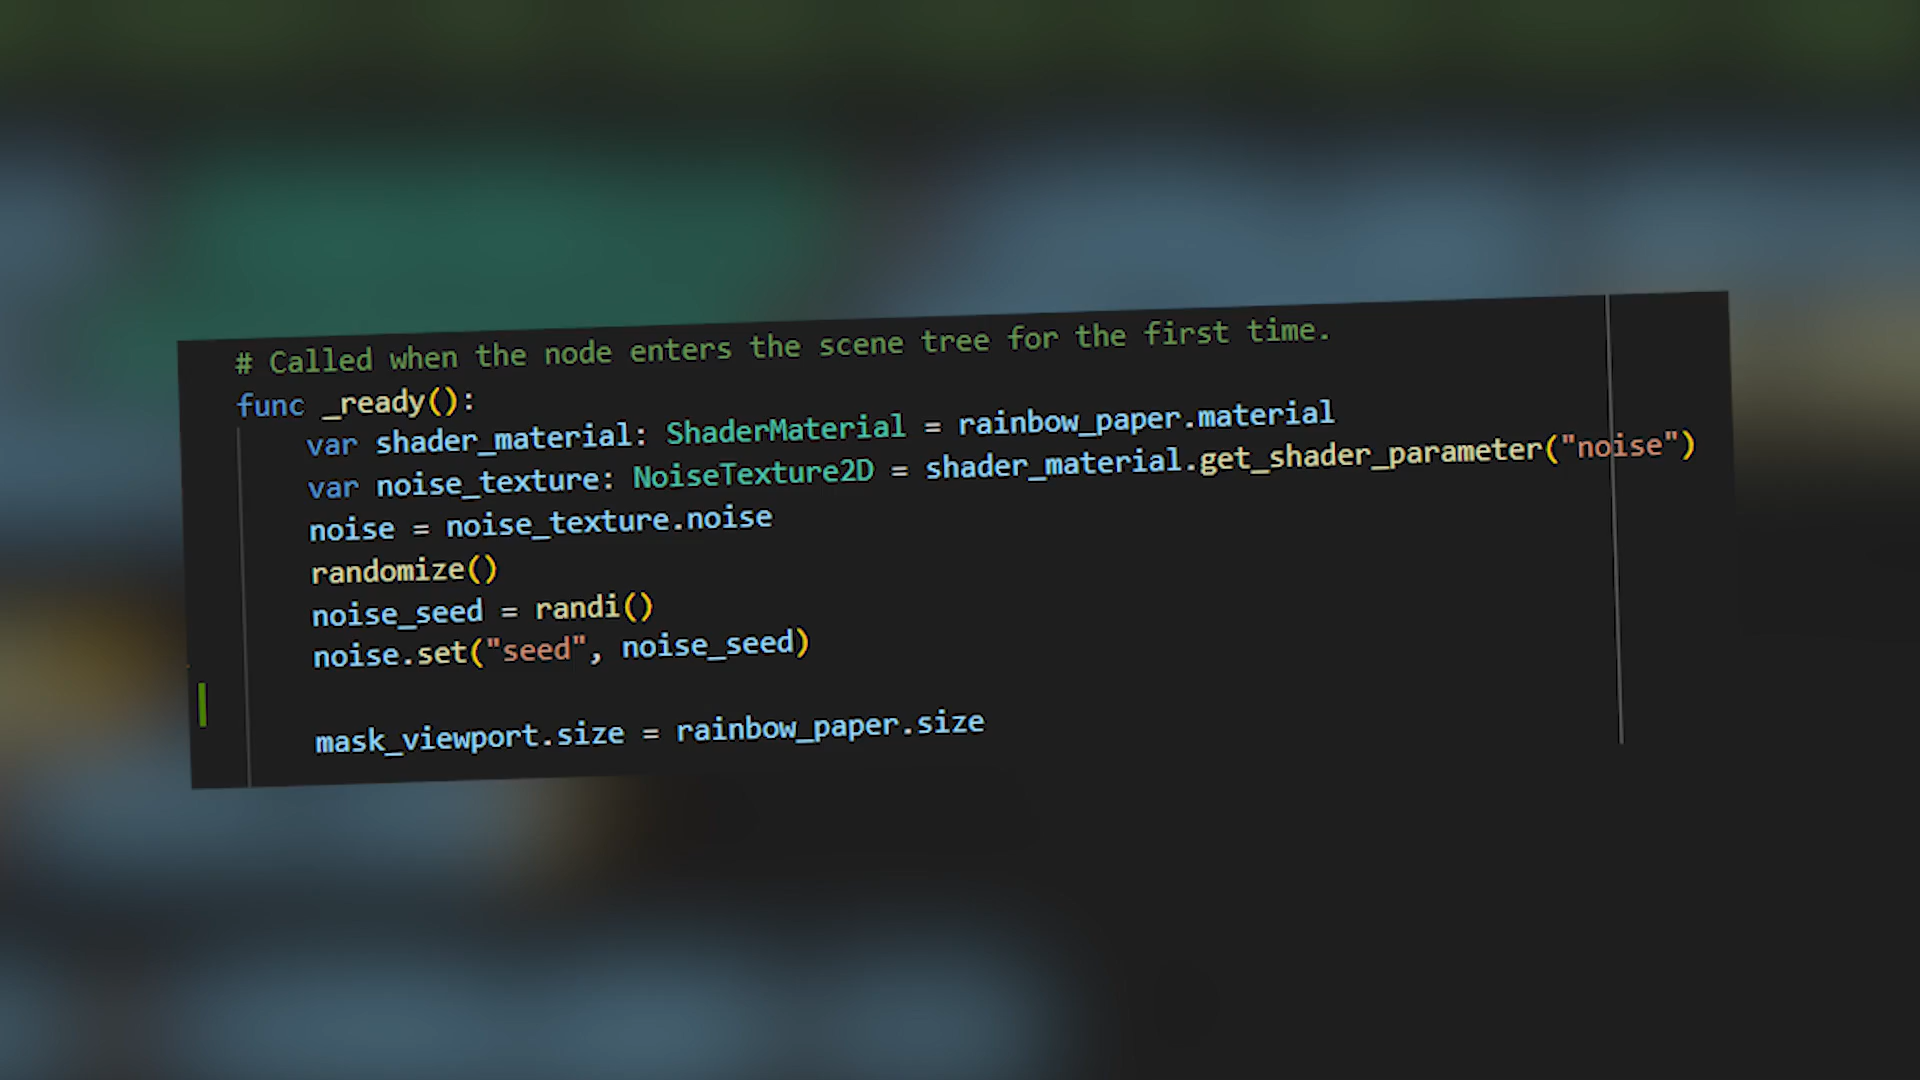 # Called when the node enters the scene tree for the first time.
func _ready():
var shader_material: ShaderMaterial = rainbow_paper.material
var noise_texture: NoiseTexture2D = shader_material.get_shader_parameter("noise")
noise = noise_texture.noise
randomize()
noise_seed = randi()
noise.set("seed", noise_seed)
mask_viewport.size = rainbow_paper.size